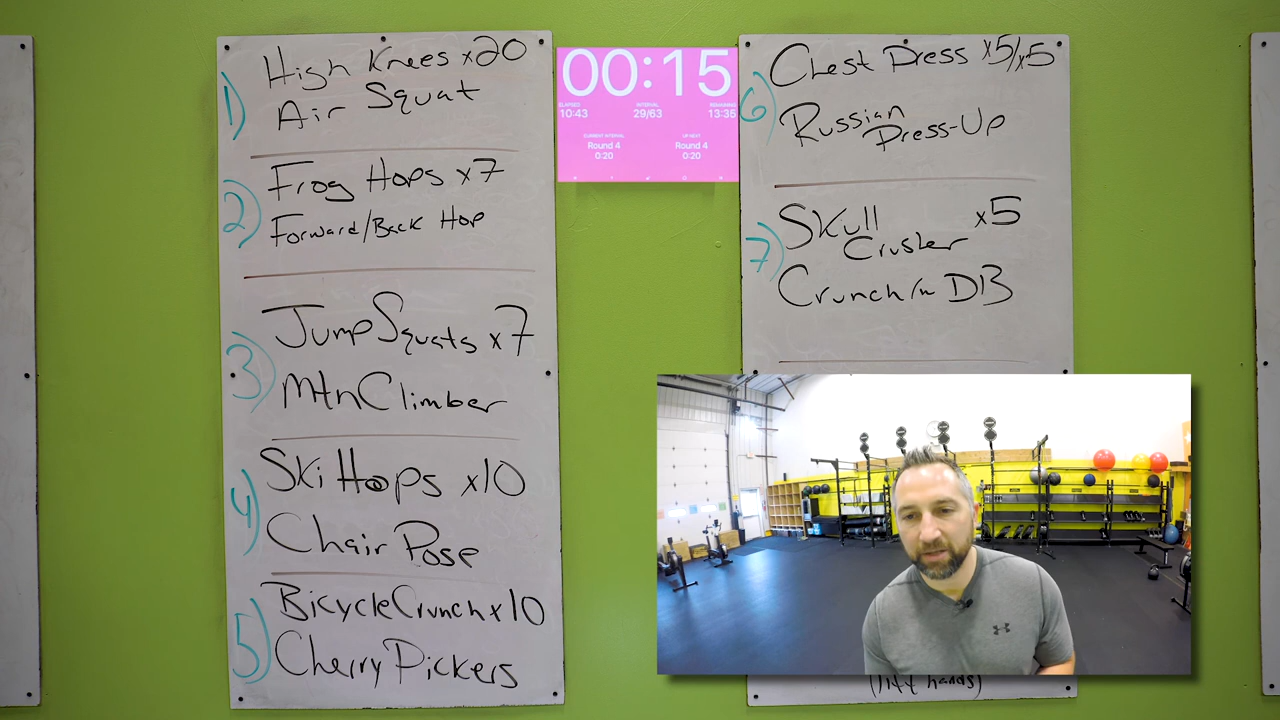 1) High Knees x20
Air Squat
2) Frog Hops x7
Forward/Back Hop
3) Jump Squats x7
Mtn Climber
4) Ski Hops x10
Chair Pose
5) Bicycle Crunch x10
Cherry Pickers
00:15
ELAPSED INTERVAL REMAINING
10:43 29/63 13:35
CURRENT INTERVAL UP NEXT
Round 4 Round 4
0:20 0:20
6) Chest Press x5/x5
Russian
Press-Up
7) Skull x5
Crusher
Crunch /w DB
hands)